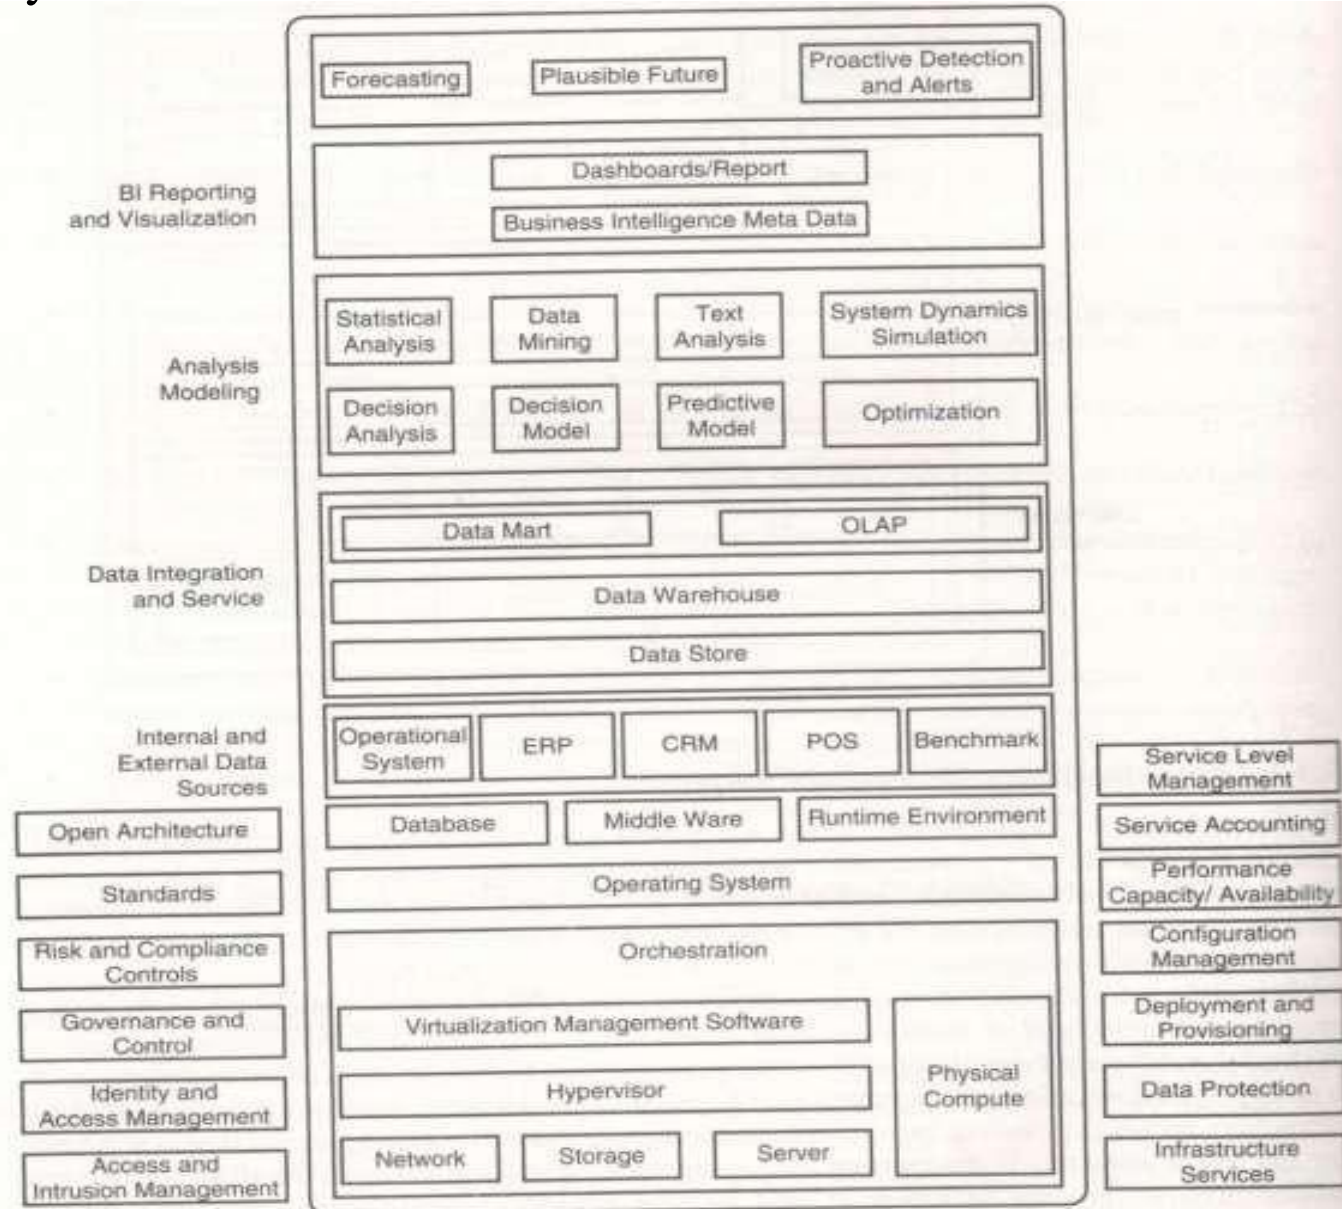 y
Forecasting
Plausible Future
Proactive Detection
and Alerts
BI Reporting
and Visualization
Dashboards/Report
Business Intelligence Meta Data
Analysis
Modeling
Statistical
Analysis
Data
Mining
Text
Analysis
System Dynamics
Simulation
Decision
Analysis
Decision
Model
Predictive
Model
Optimization
Data Integration
and Service
Data Mart
OLAP
Data Warehouse
Data Store
Internal and
External Data
Sources
Operational
System
ERP
CRM
POS
Benchmark
Database
Middle Ware
Runtime Environment
Operating System
Orchestration
Virtualization Management Software
Hypervisor
Network
Storage
Server
Physical
Compute
Open Architecture
Standards
Risk and Compliance
Controls
Governance and
Control
Identity and
Access Management
Access and
Intrusion Management
Service Level
Management
Service Accounting
Performance
Capacity/ Availability
Configuration
Management
Deployment and
Provisioning
Data Protection
Infrastructure
Services